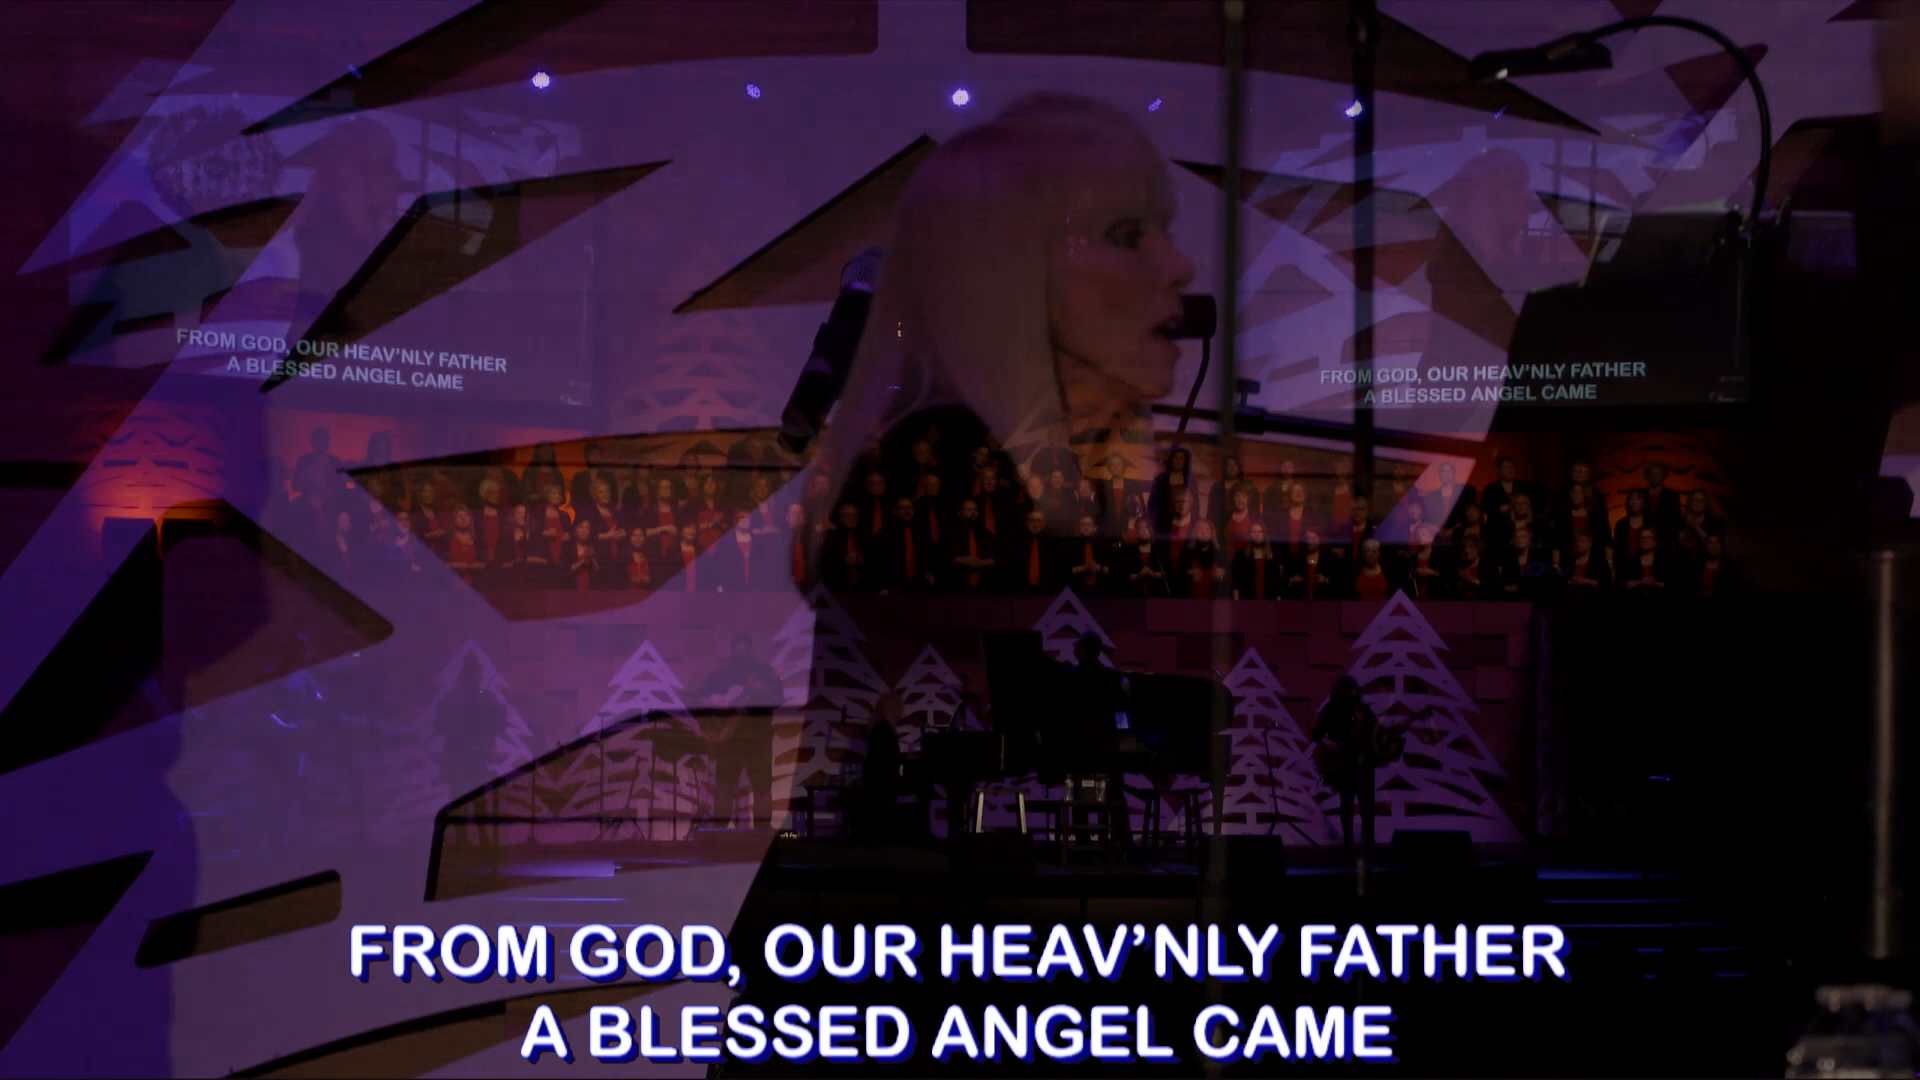 FROM GOD, OUR HEAV'NLY FATHER
A BLESSED ANGEL CAME
FROM GOD, OUR HEAV'NLY FATHER
A BLESSED ANGEL CAME
FROM GOD, OUR HEAV’NLY FATHER
A BLESSED ANGEL CAME